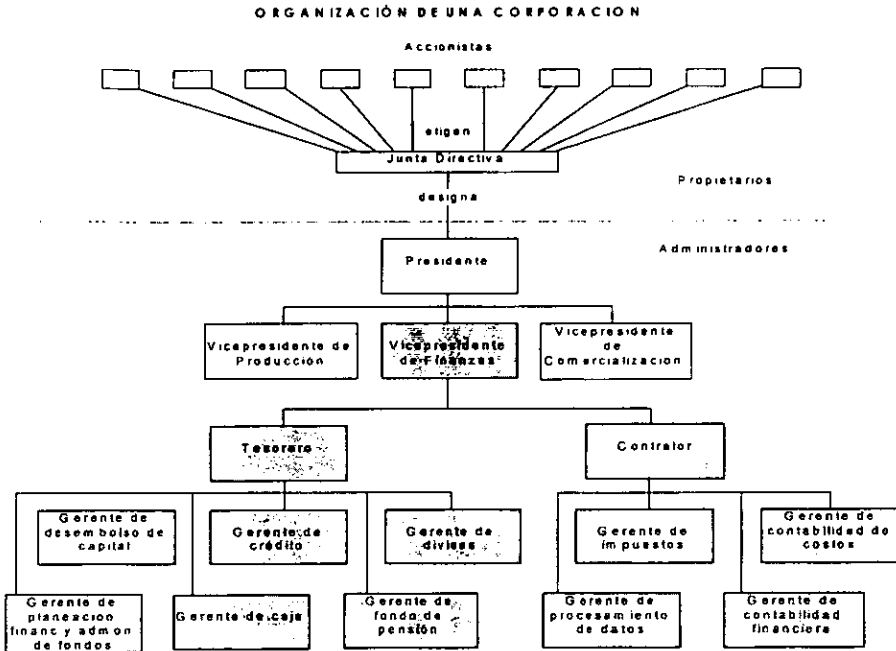 ORGANIZACIÓN DE UNA CORPORACION
Accionistas
eligen
Junta Directiva
Propietarios
designa
Administradores
Presidente
Vicepresidente de
Producción
Vicepresidente
de Finanzas
Vicepresidente
de
Comercialización
Tesorero
Contralor
Gerente de
desembolso de
capital
Gerente de
crédito
Gerente de
divisas
Gerente de
impuestos
Gerente de
contabilidad de
costos
Gerente de
planeación
financ y admon
de fondos
Gerente de caja
Gerente de
fondo de
pensión
Gerente de
procesamiento
de datos
Gerente de
contabilidad
financiera